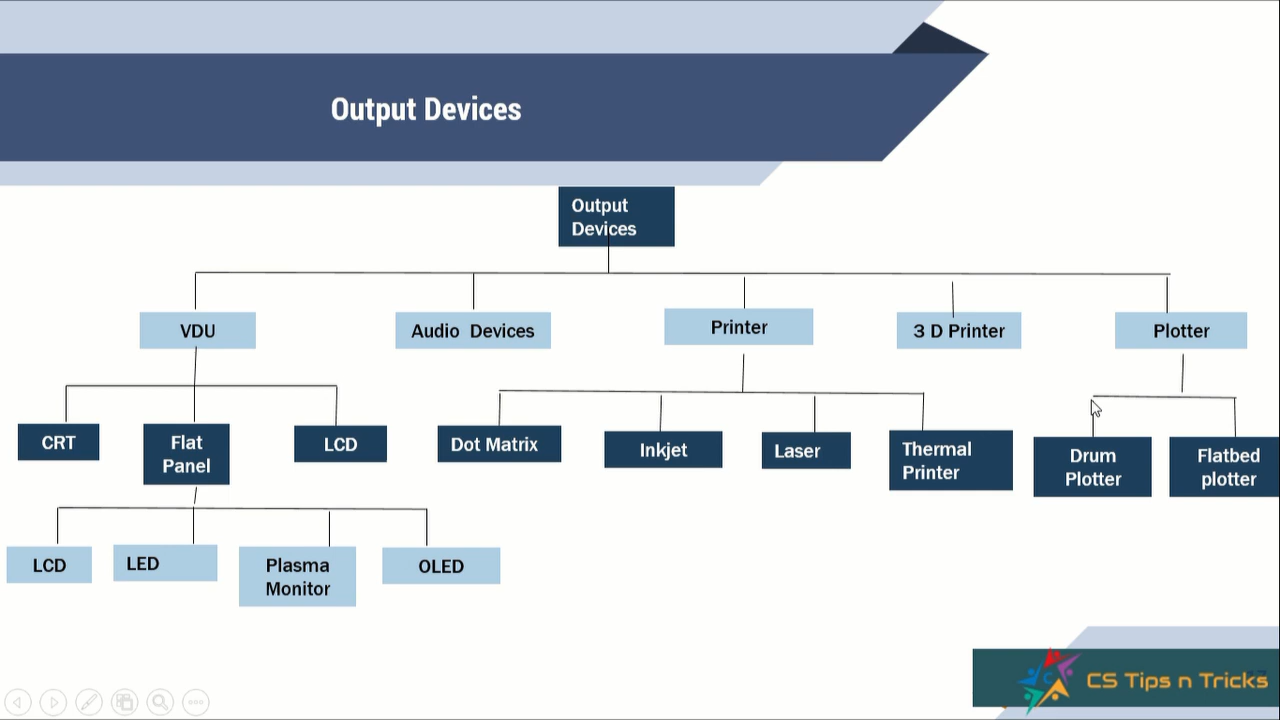 Output Devices
Output
Devices
VDU
Audio Devices
Printer
3 D Printer
Plotter
CRT
Flat
Panel
LCD
Dot Matrix
Inkjet
Laser
Thermal
Printer
Drum
Plotter
Flatbed
plotter
LCD
LED
Plasma
Monitor
OLED
CS Tips n Tricks